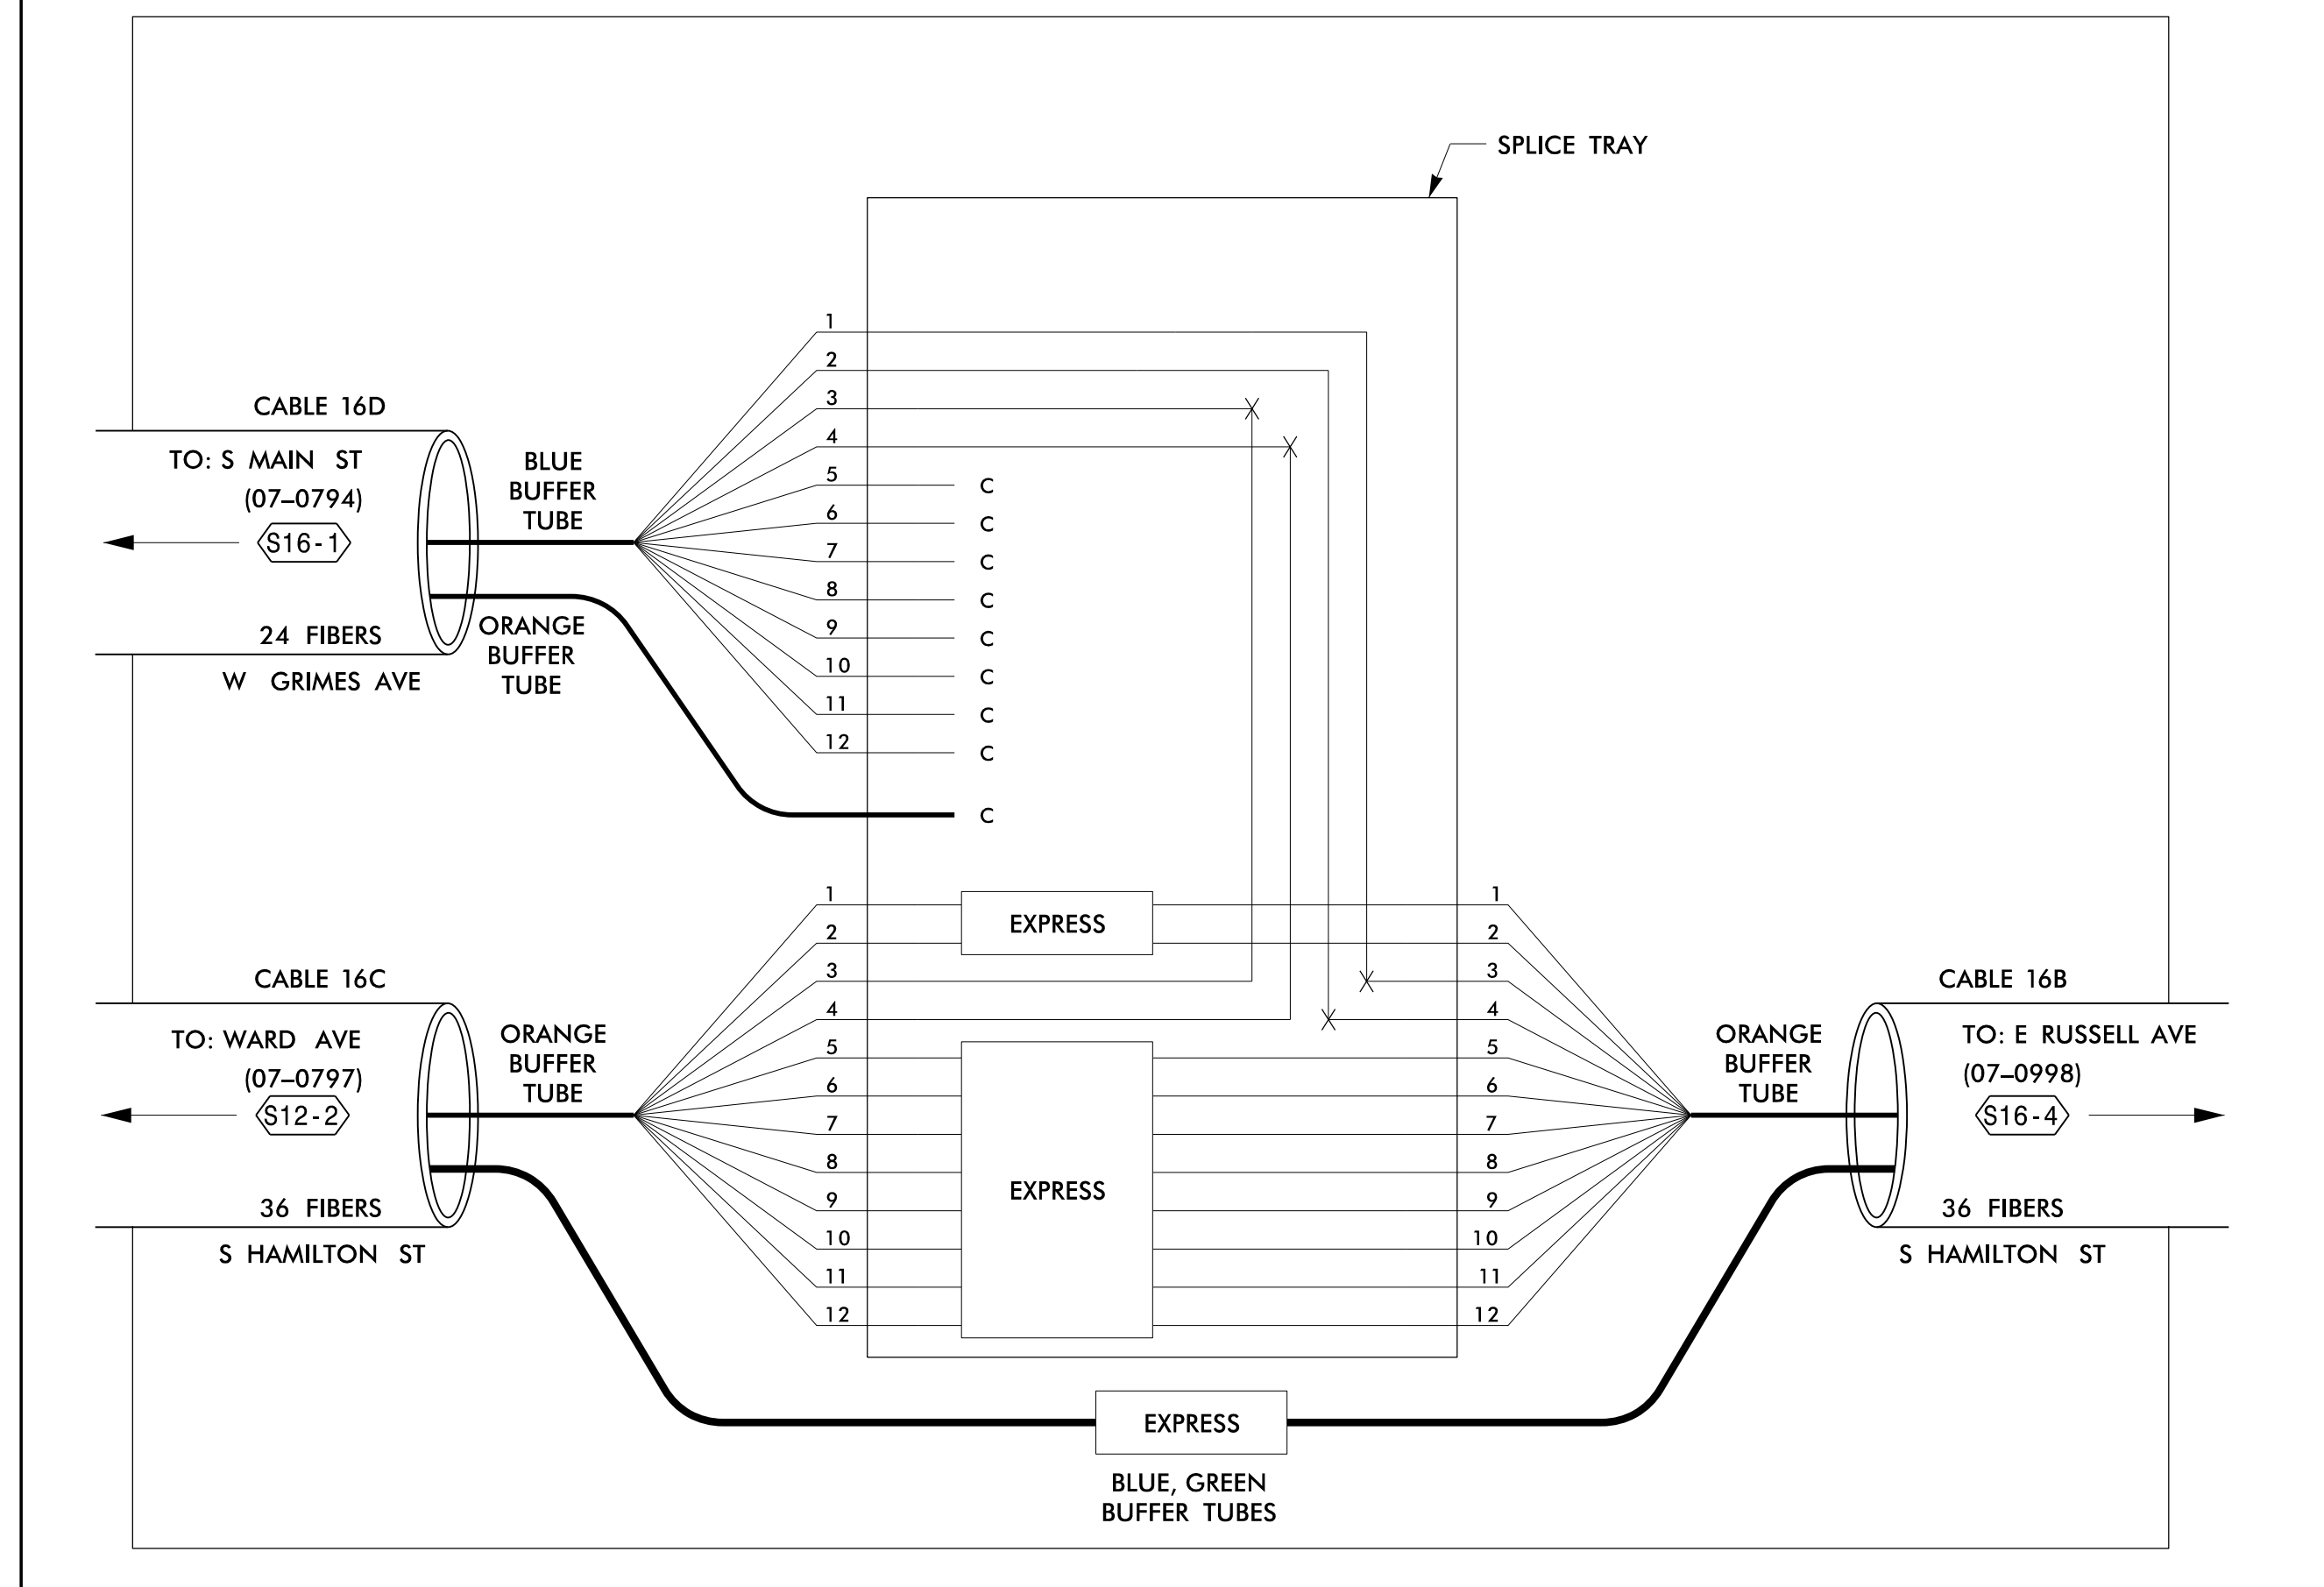 SPLICE TRAY
CABLE 16D
TO: S MAIN ST
(07–0794)
S16-1
24 FIBERS
W GRIMES AVE
BLUE
BUFFER
TUBE
ORANGE
BUFFER
TUBE
1
2
3
4
5 C
6 C
7 C
8 C
9 C
10 C
11 C
12 C
C
CABLE 16C
TO: WARD AVE
(07–0797)
S12-2
36 FIBERS
S HAMILTON ST
ORANGE
BUFFER
TUBE
1
2
3
4
5
6
7
8
9
10
11
12
EXPRESS
EXPRESS
1
2
3
4
5
6
7
8
9
10
11
12
ORANGE
BUFFER
TUBE
CABLE 16B
TO: E RUSSELL AVE
(07–0998)
S16-4
36 FIBERS
S HAMILTON ST
EXPRESS
BLUE, GREEN
BUFFER TUBES